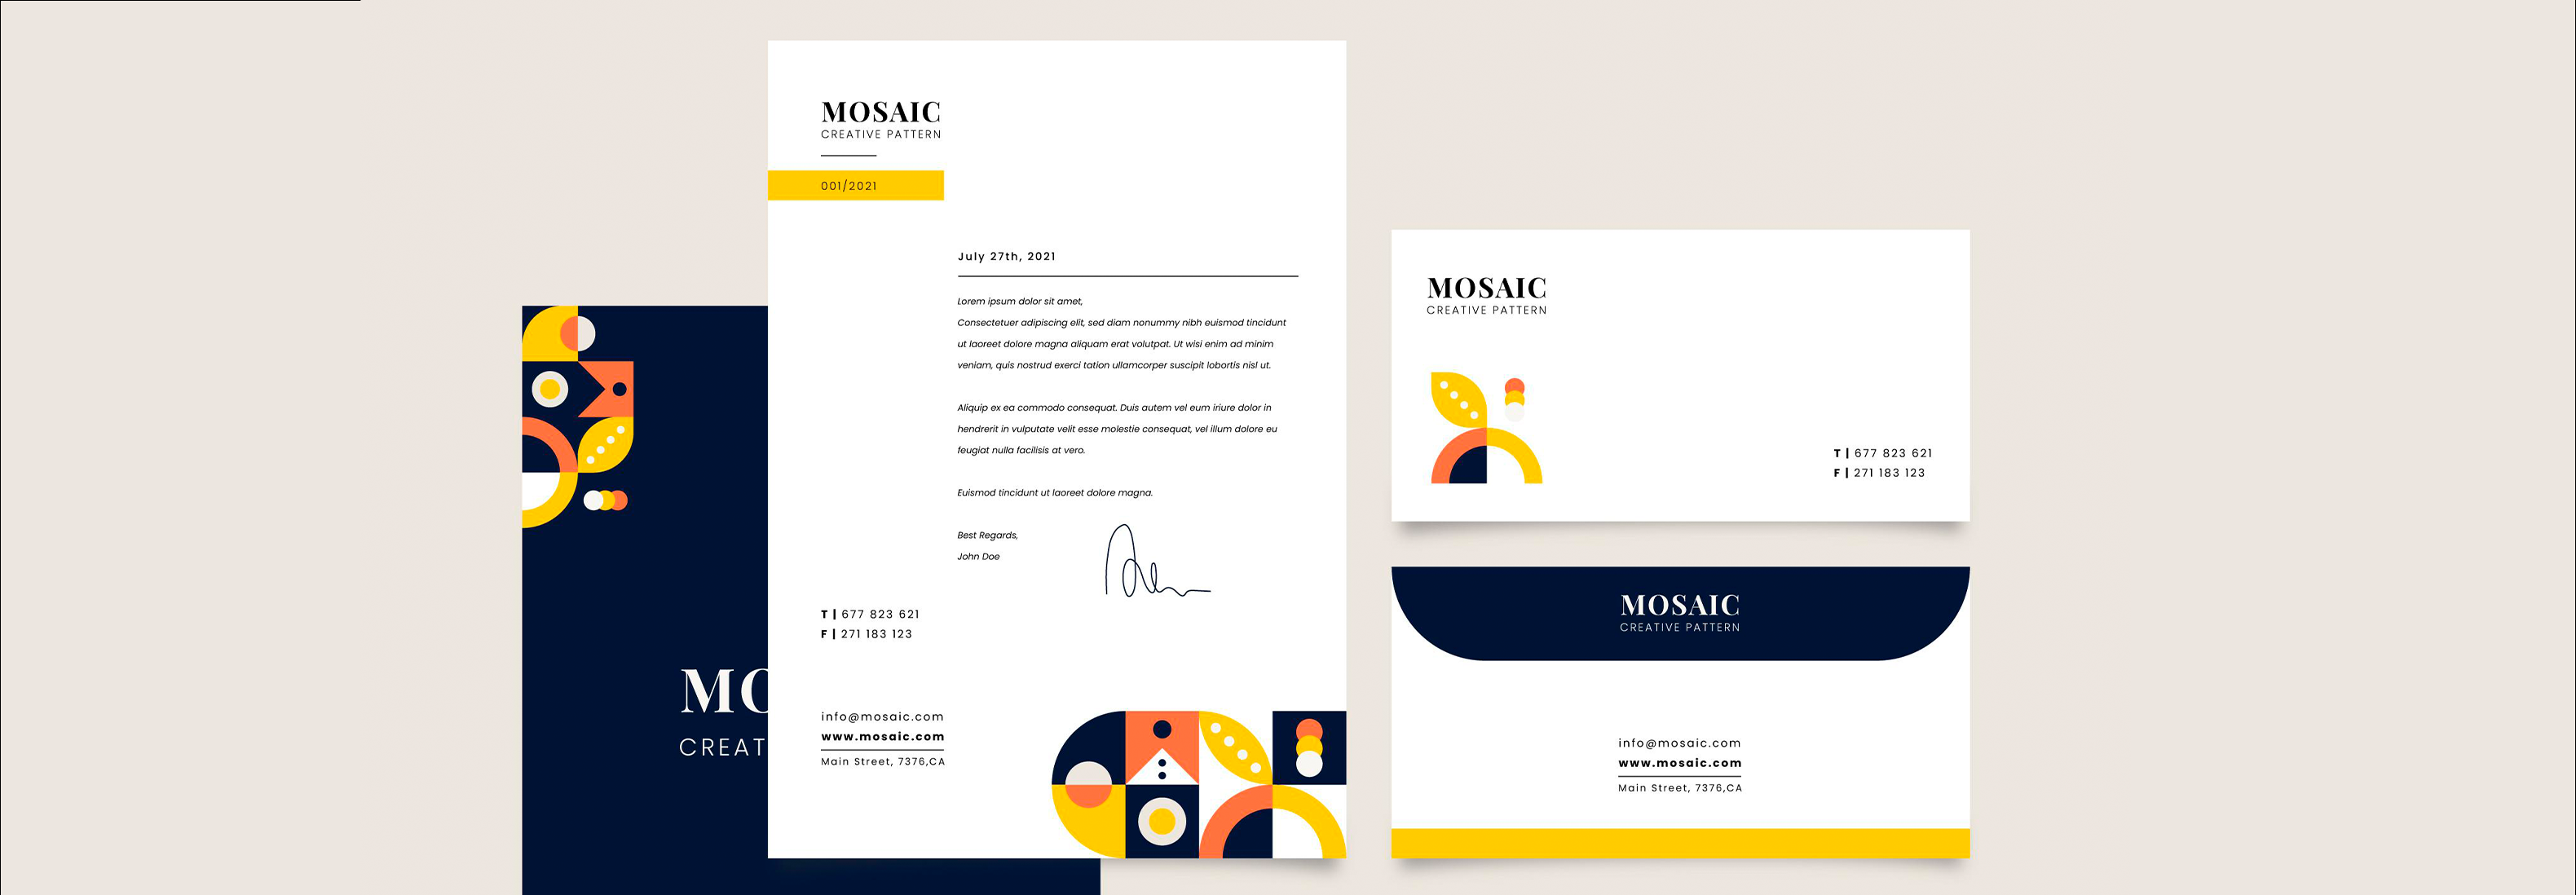 MOSAIC
CREATIVE PATTERN
001/2021
July 27th, 2021
Lorem ipsum dolor sit amet,
Consectetuer adipiscing elit, sed diam nonummy nibh euismod tincidunt
ut laoreet dolore magna aliquam erat volutpat. Ut wisi enim ad minim
veniam, quis nostrud exerci tation ullamcorper suscipit lobortis nisl ut.
Aliquip ex ea commodo consequat. Duis autem vel eum iriure dolor in
hendrerit in vulputate velit esse molestie consequat, vel illum dolore eu
feugiat nulla facilisis at vero.
Euismod tincidunt ut laoreet dolore magna.
Best Regards,
John Doe
T | 677 823 621
F | 271 183 123
info@mosaic.com
www.mosaic.com
Main Street, 7376,CA
MO
CREAT
MOSAIC
CREATIVE PATTERN
T | 677 823 621
F | 271 183 123
MOSAIC
CREATIVE PATTERN
info@mosaic.com
www.mosaic.com
Main Street, 7376,CA